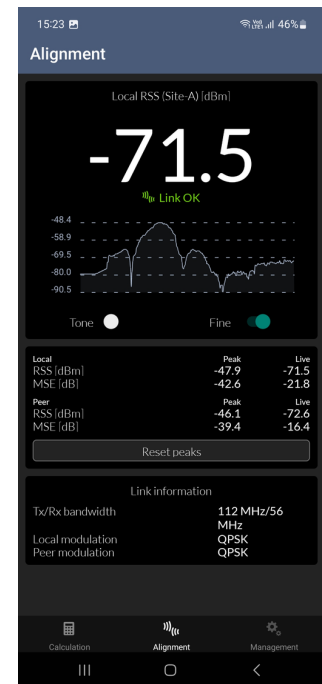 15:23 46%
Alignment
Local RSS (Site-A) [dBm]
-71.5
Link OK
-48.4
-58.9
-69.5
-80.0
-90.5
Tone Fine
Local Peak Live
RSS [dBm] -47.9 -71.5
MSE [dB] -42.6 -21.8
Peer Peak Live
RSS [dBm] -46.1 -72.6
MSE [dB] -39.4 -16.4
Reset peaks
Link information
Tx/Rx bandwidth 112 MHz/56
MHz
Local modulation QPSK
Peer modulation QPSK
Calculation Alignment Management